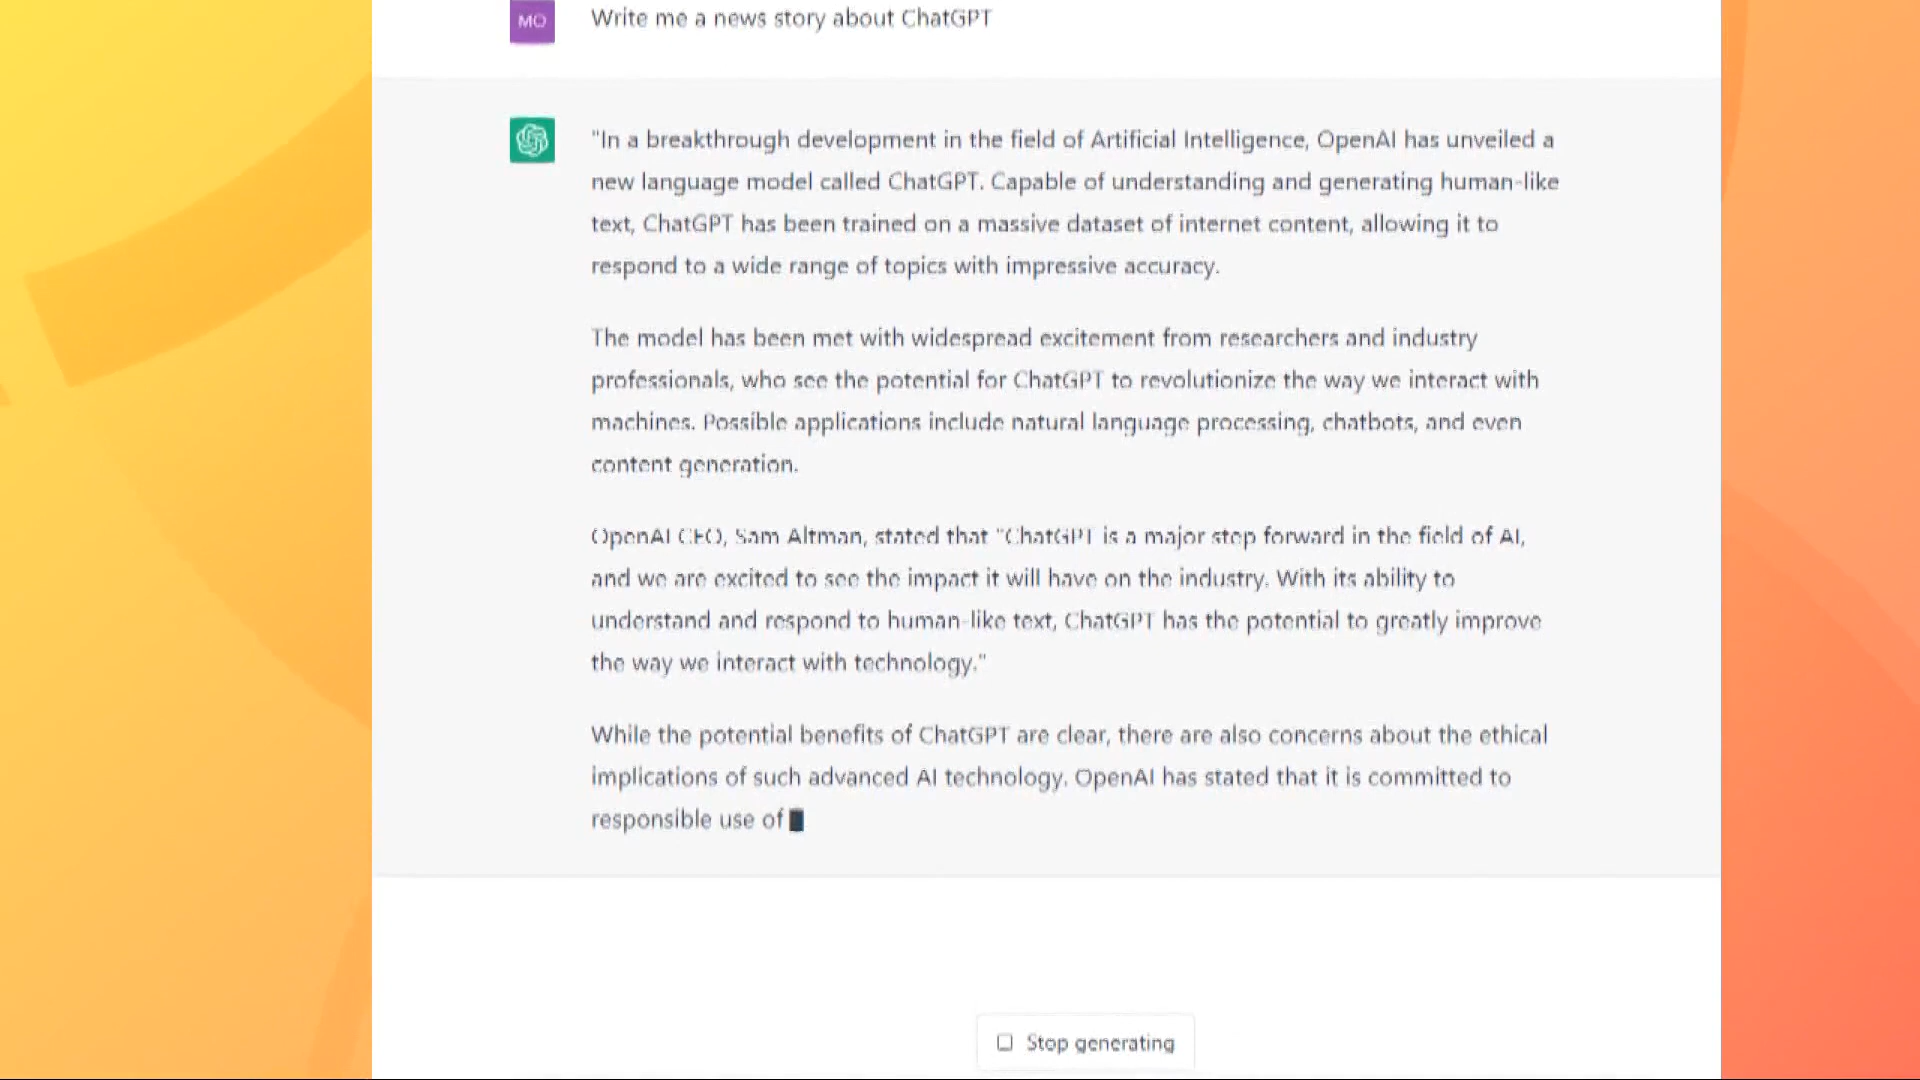 MO
Write me a news story about ChatGPT
"In a breakthrough development in the field of Artificial Intelligence, OpenAI has unveiled a
new language model called ChatGPT. Capable of understanding and generating human-like
text, ChatGPT has been trained on a massive dataset of internet content, allowing it to
respond to a wide range of topics with impressive accuracy.
The model has been met with widespread excitement from researchers and industry
professionals, who see the potential for ChatGPT to revolutionize the way we interact with
machines. Possible applications include natural language processing, chatbots, and even
content generation.
OpenAI CEO, Sam Altman, stated that "ChatGPT is a major step forward in the field of AI,
and we are excited to see the impact it will have on the industry. With its ability to
understand and respond to human-like text, ChatGPT has the potential to greatly improve
the way we interact with technology."
While the potential benefits of ChatGPT are clear, there are also concerns about the ethical
implications of such advanced AI technology. OpenAI has stated that it is committed to
responsible use of
Stop generating